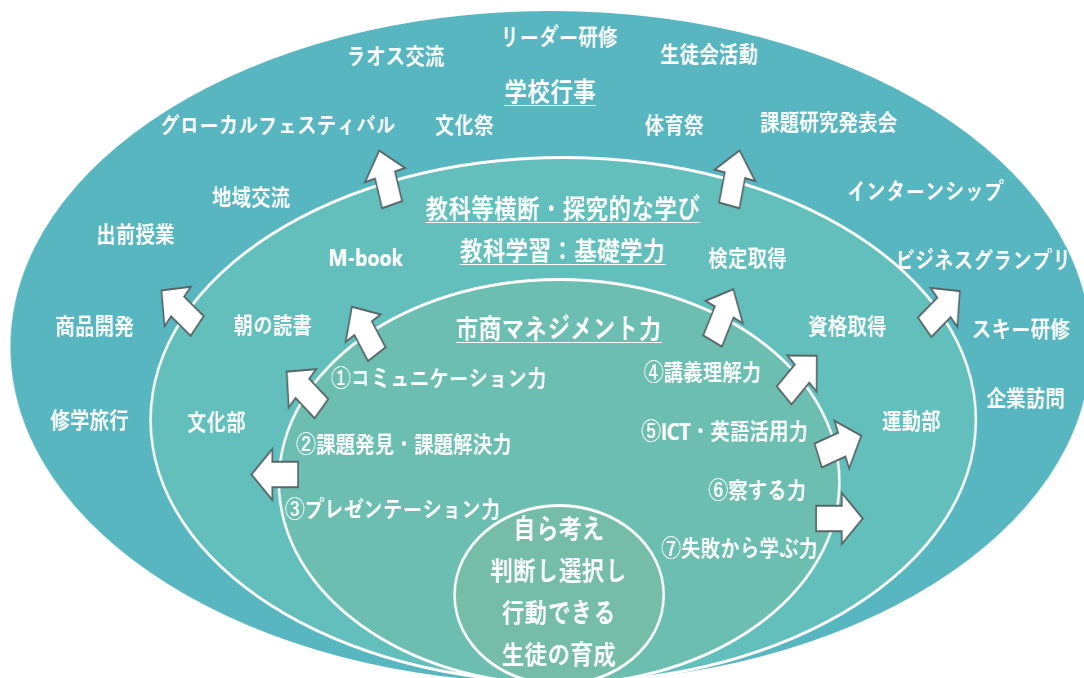 リーダー研修
ラオス交流
生徒会活動
学校行事
グローカルフェスティバル
文化祭
体育祭
課題研究発表会
地域交流
インターンシップ
出前授業
ビジネスグランプリ
商品開発
スキー研修
修学旅行
企業訪問
教科等横断・探究的な学び
教科学習：基礎学力
M-book
検定取得
朝の読書
資格取得
文化部
運動部
市商マネジメント力
①コミュニケーション力
②課題発見・課題解決力
③プレゼンテーション力
④講義理解力
⑤ICT・英語活用力
⑥察する力
⑦失敗から学ぶ力
自ら考え
判断し選択し
行動できる
生徒の育成